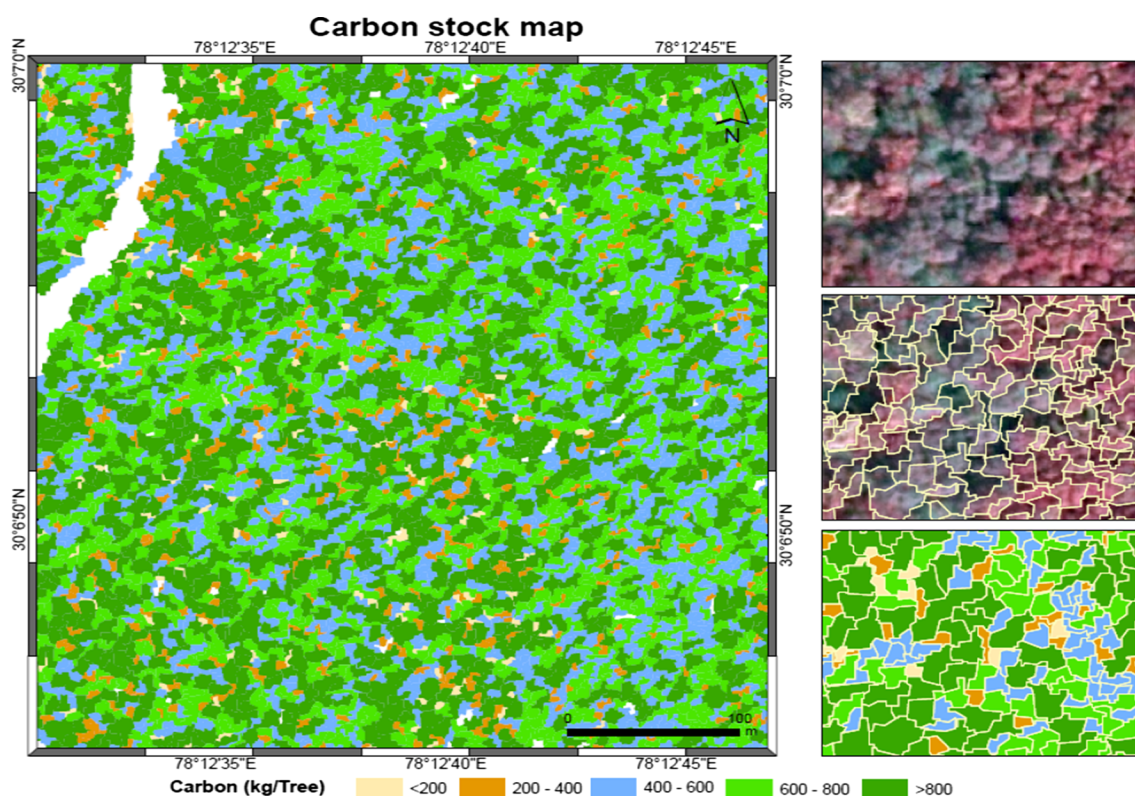 Carbon stock map
78°12'35"E 78°12'40"E 78°12'45"E
30°7'0"N
30°7'0"N
N
30°6'50"N
30°6'50"N
0 100
m
78°12'35"E 78°12'40"E 78°12'45"E
Carbon (kg/Tree) <200 200 - 400 400 - 600 600 - 800 >800